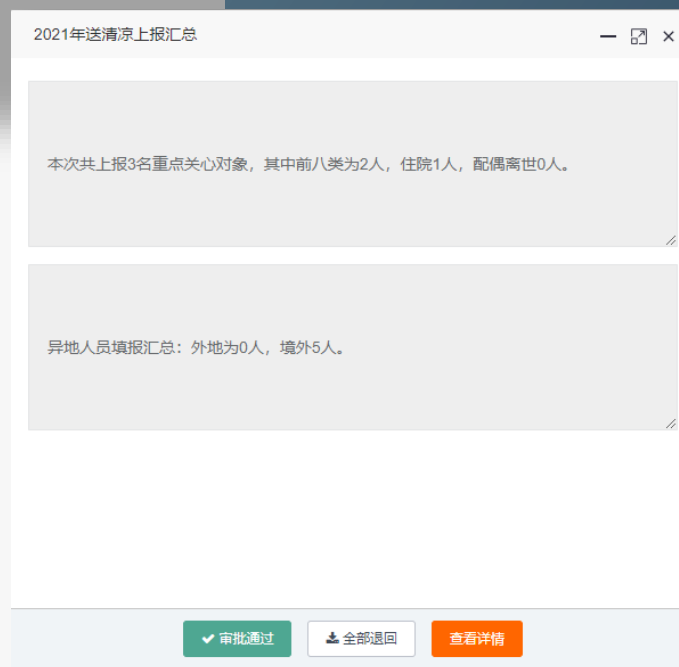 2021年送清凉上报汇总
本次共上报3名重点关心对象，其中前八类为2人，住院1人，配偶离世0人。
异地人员填报汇总：外地为0人，境外5人。
审批通过
全部退回
查看详情